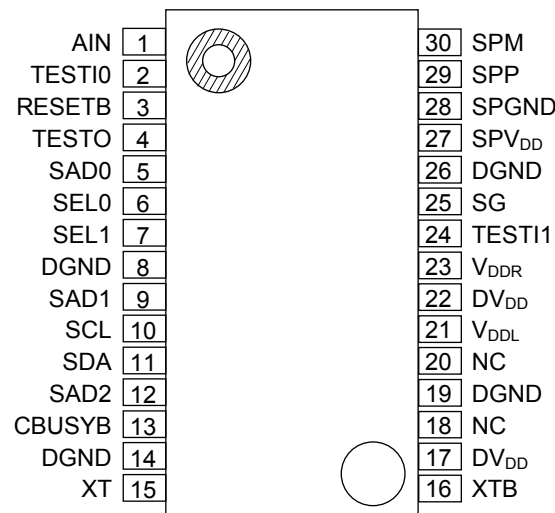 AIN 1 30 SPM
TESTI0 2 29 SPP
RESETB 3 28 SPGND
TESTO 4 27 SPVDD
SAD0 5 26 DGND
SEL0 6 25 SG
SEL1 7 24 TESTI1
DGND 8 23 VDDR
SAD1 9 22 DVDD
SCL 10 21 VDDL
SDA 11 20 NC
SAD2 12 19 DGND
CBUSYB 13 18 NC
DGND 14 17 DVDD
XT 15 16 XTB